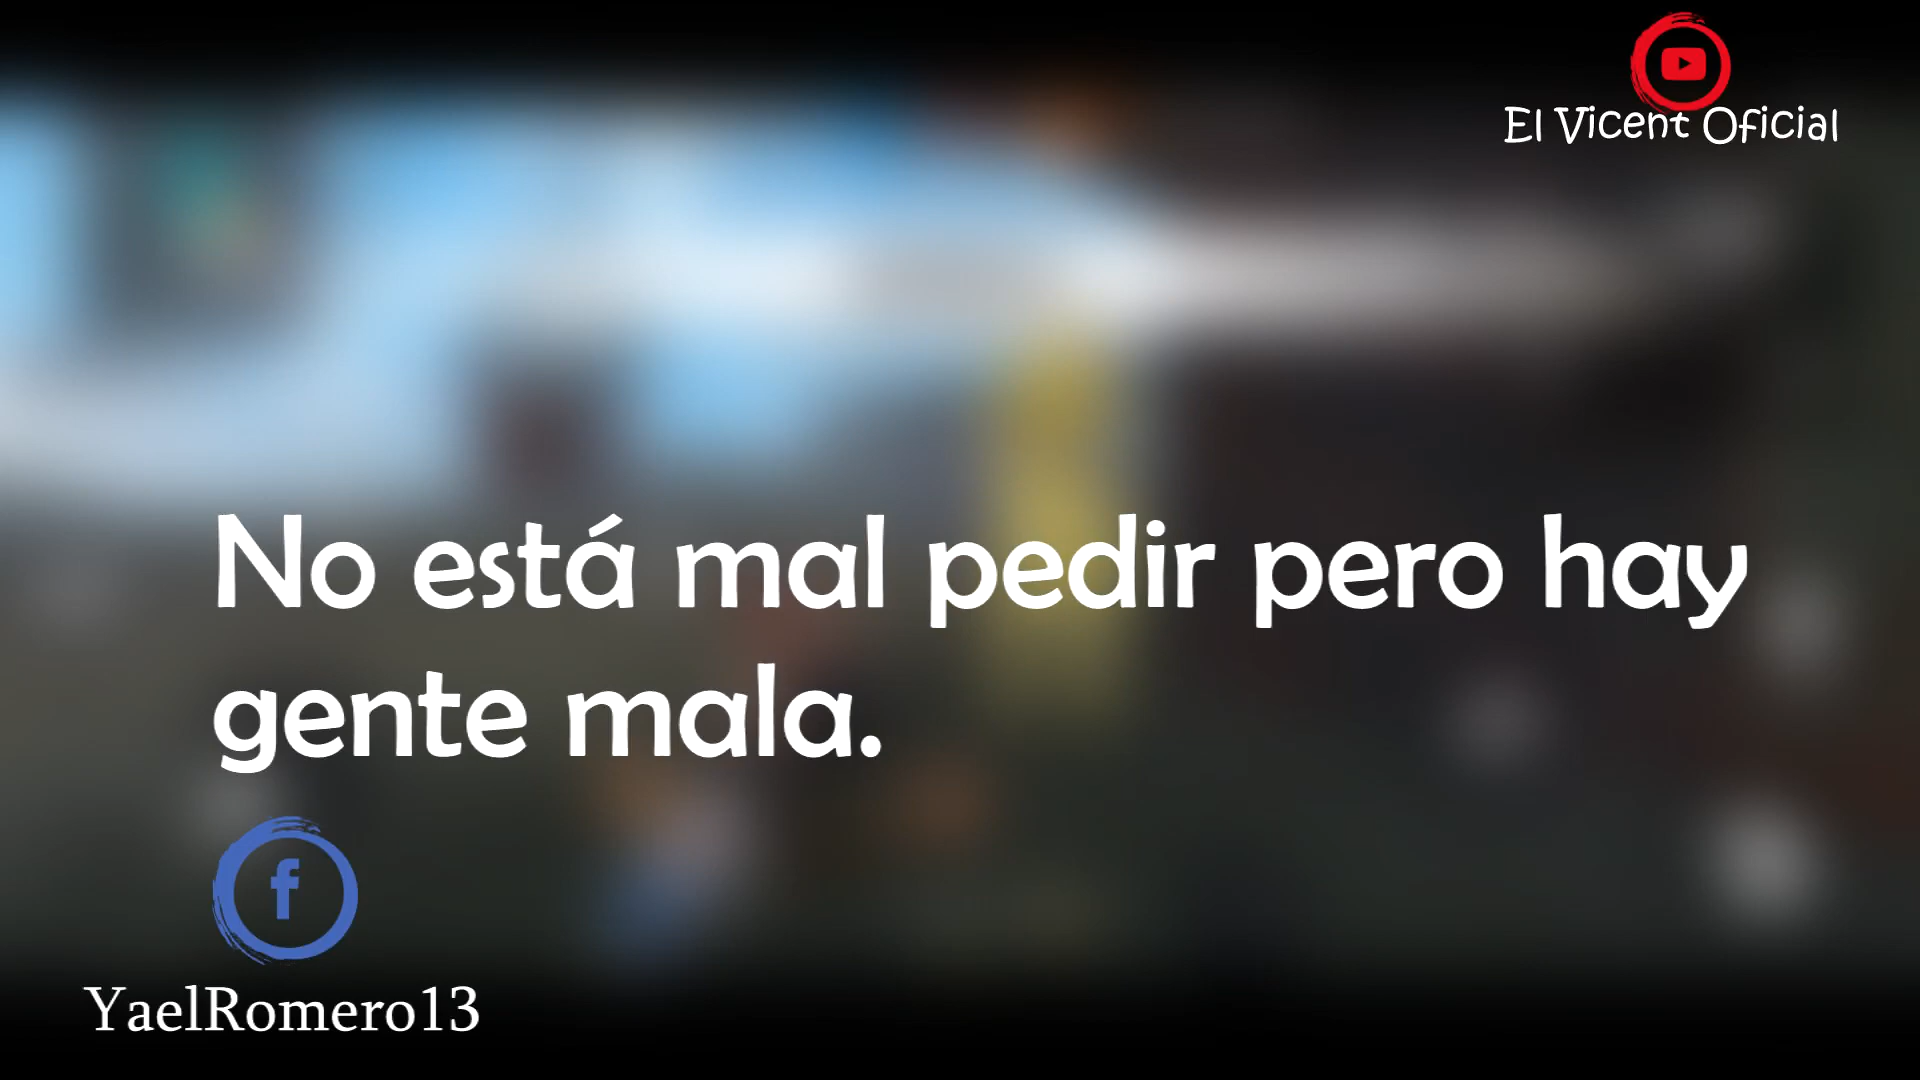 El Vicent Oficial
No está mal pedir pero hay
gente mala.
YaelRomero13